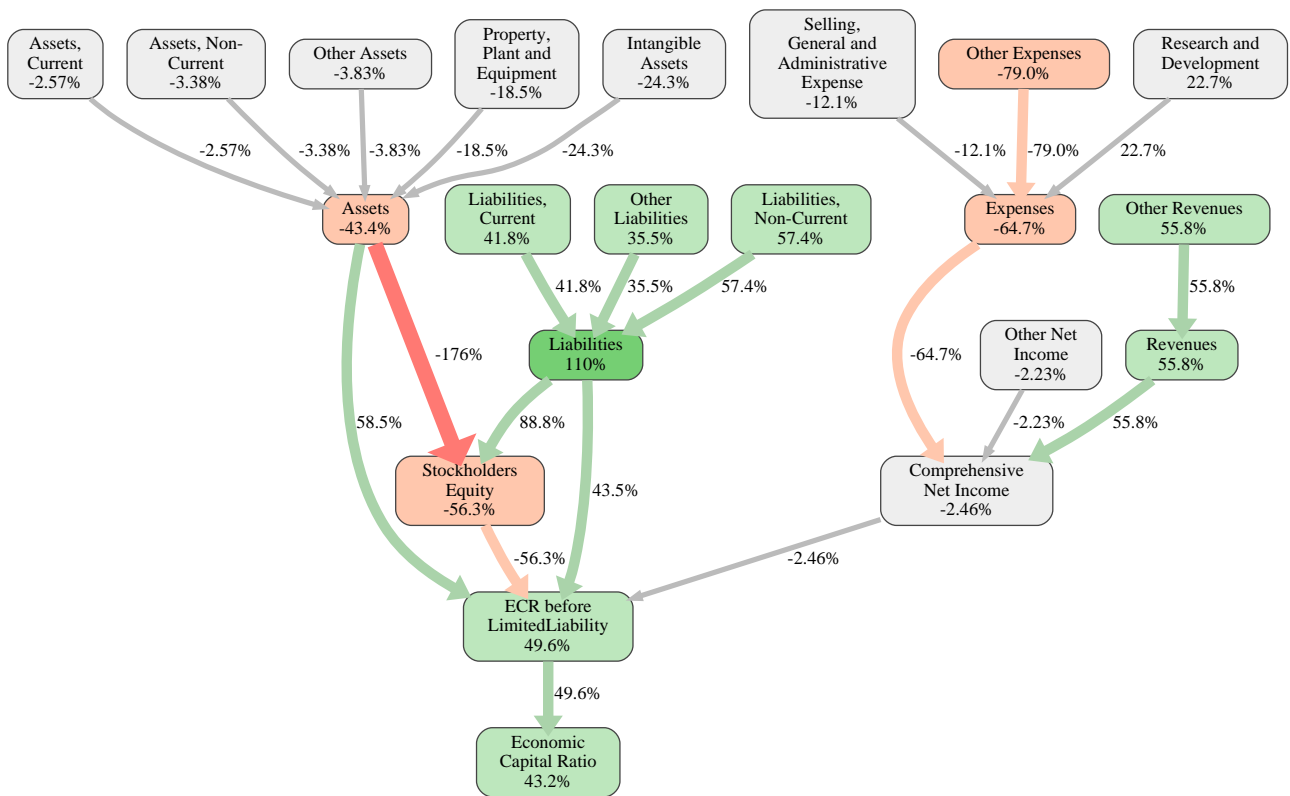 Assets,
Current
-2.57%
Assets, Non-
Current
-3.38%
Other Assets
-3.83%
Property,
Plant and
Equipment
-18.5%
Intangible
Assets
-24.3%
Selling,
General and
Administrative
Expense
-12.1%
Other Expenses
-79.0%
Research and
Development
22.7%
-2.57%
-3.38%
-3.83%
-18.5%
-24.3%
-12.1%
-79.0%
22.7%
Assets
-43.4%
Liabilities,
Current
41.8%
Other
Liabilities
35.5%
Liabilities,
Non-Current
57.4%
Expenses
-64.7%
Other Revenues
55.8%
41.8%
35.5%
57.4%
55.8%
-176%
Liabilities
110%
-64.7%
Other Net
Income
-2.23%
Revenues
55.8%
58.5%
88.8%
-2.23%
55.8%
Stockholders
Equity
-56.3%
43.5%
Comprehensive
Net Income
-2.46%
-56.3%
-2.46%
ECR before
LimitedLiability
49.6%
49.6%
Economic
Capital Ratio
43.2%